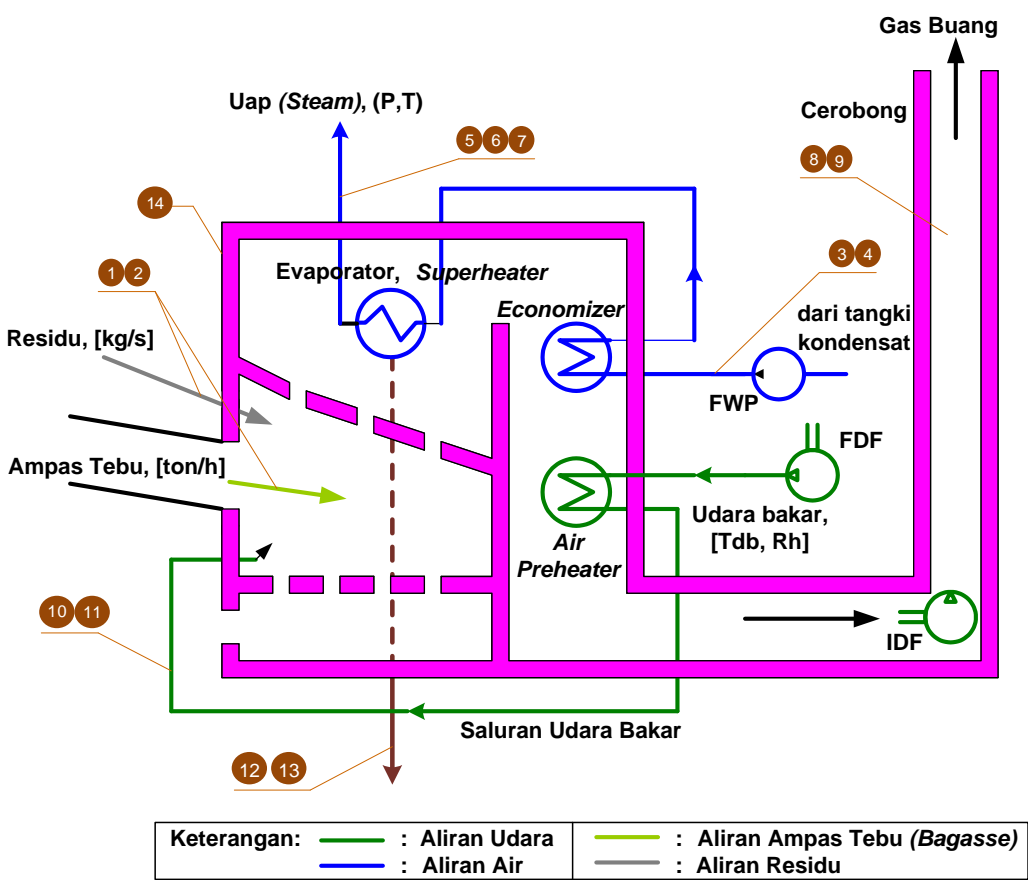 Gas Buang
Uap (Steam), (P,T)
Cerobong
5 6 7
8 9
14
1 2
3 4
Evaporator, Superheater
Economizer
dari tangki
kondensat
Residu, [kg/s]
FWP
FDF
Ampas Tebu, [ton/h]
Udara bakar,
[Tdb, Rh]
Air
Preheater
10 11
IDF
Saluran Udara Bakar
12 13
Keterangan: : Aliran Udara : Aliran Ampas Tebu (Bagasse)
: Aliran Air : Aliran Residu